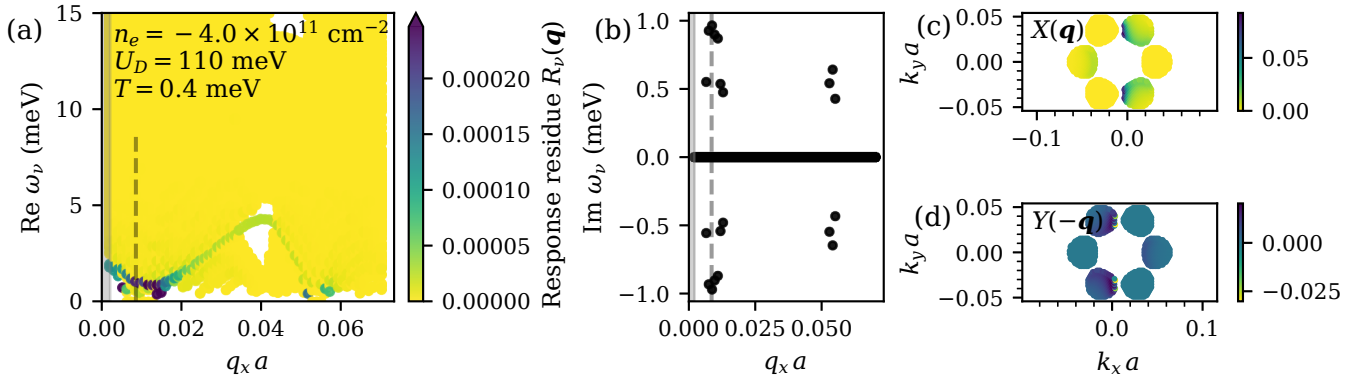 (a)
n_e = −4.0 × 10^11 cm^−2
U_D = 110 meV
T = 0.4 meV
15
10
5
0
Re ω_ν (meV)
0.00
0.02
0.04
0.06
q_x a
0.00020
0.00015
0.00010
0.00005
0.00000
Response residue R_ν(q)
(b)
1.0
0.5
0.0
−0.5
−1.0
Im ω_ν (meV)
0.000
0.025
0.050
q_x a
(c)
X(q)
0.05
0.00
−0.05
k_y a
−0.1
0.0
0.05
0.00
(d)
Y(−q)
0.05
0.00
−0.05
k_y a
0.0
0.1
k_x a
0.000
−0.025